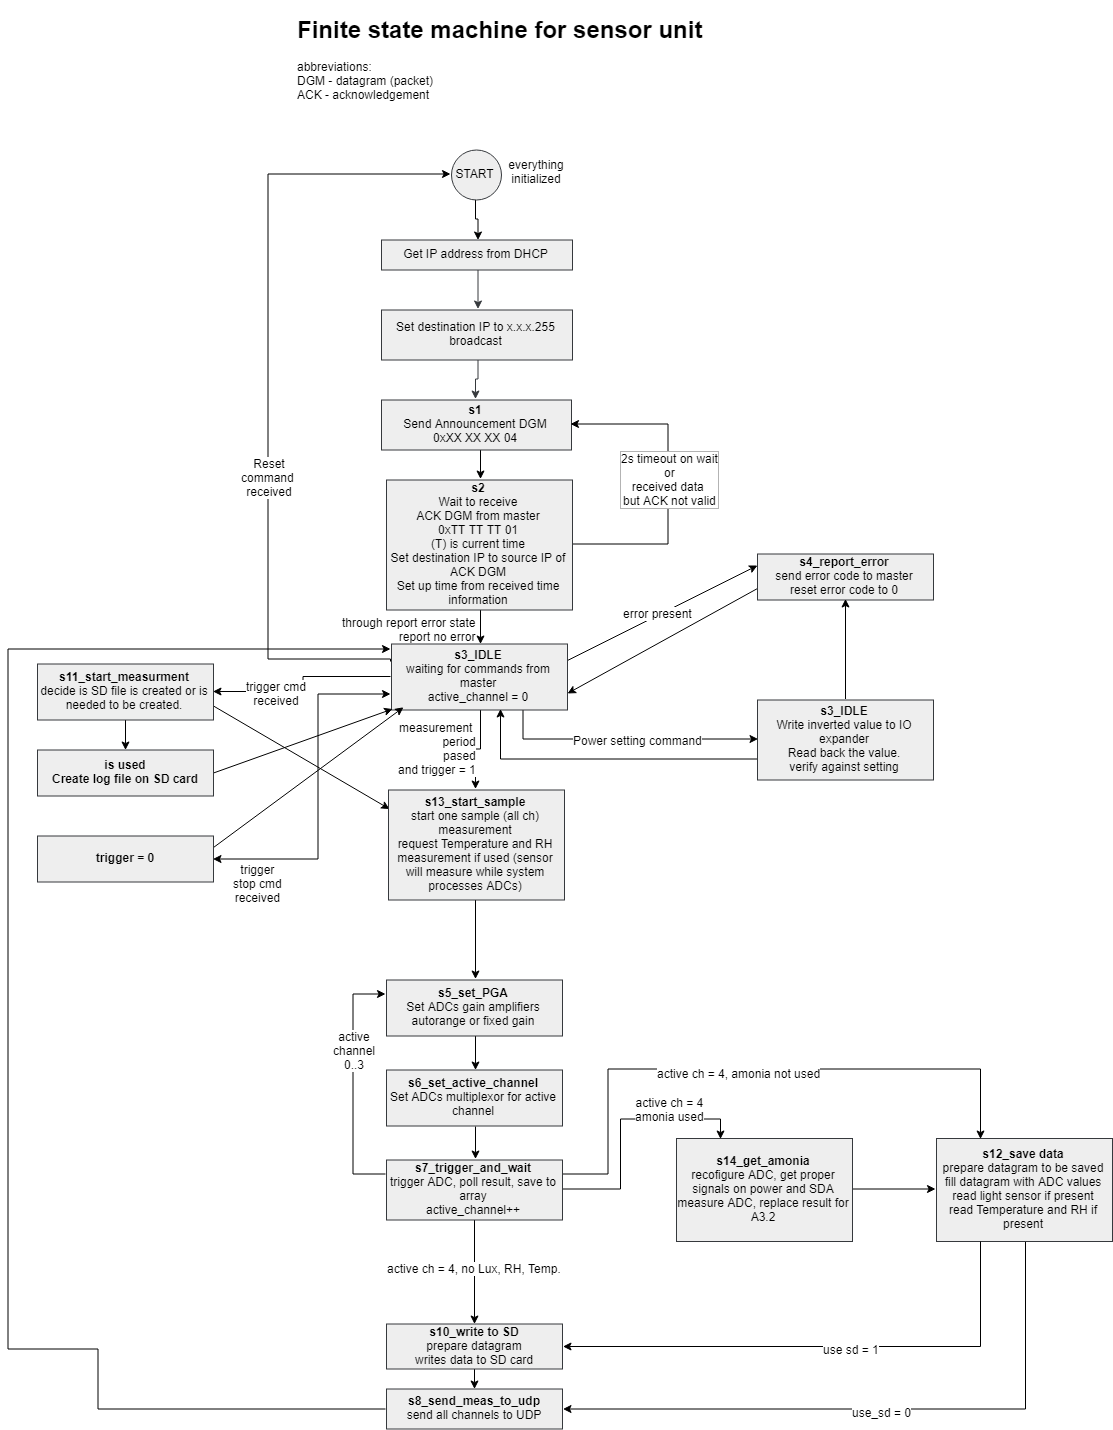 Finite state machine for sensor unit
abbreviations:
DGM - datagram (packet)
ACK - acknowledgement
START
everything
initialized
Get IP address from DHCP
Set destination IP to x.x.x.255
broadcast
s1
Send Announcement DGM
0xXX XX XX 04
Reset
command
received
2s timeout on wait
or
received data
but ACK not valid
s2
Wait to receive
ACK DGM from master
0xTT TT TT 01
(T) is current time
Set destination IP to source IP of
ACK DGM
Set up time from received time
information
s4_report_error
send error code to master
reset error code to 0
error present
through report error state
report no error
s3_IDLE
waiting for commands from
master
active_channel = 0
s11_start_measurment
decide is SD file is created or is
needed to be created.
trigger cmd
received
s3_IDLE
Write inverted value to IO
expander
Read back the value.
verify against setting
Power setting command
measurement
period
pased
and trigger = 1
is used
Create log file on SD card
s13_start_sample
start one sample (all ch)
measurement
request Temperature and RH
measurement if used (sensor
will measure while system
processes ADCs)
trigger = 0
trigger
stop cmd
received
s5_set_PGA
Set ADCs gain amplifiers
autorange or fixed gain
active
channel
0..3
s6_set_active_channel
Set ADCs multiplexor for active
channel
active ch = 4, amonia not used
active ch = 4
amonia used
s7_trigger_and_wait
trigger ADC, poll result, save to
array
active_channel++
s14_get_amonia
recofigure ADC, get proper
signals on power and SDA
measure ADC, replace result for
A3.2
s12_save data
prepare datagram to be saved
fill datagram with ADC values
read light sensor if present
read Temperature and RH if
present
active ch = 4, no Lux, RH, Temp.
s10_write to SD
prepare datagram
writes data to SD card
use sd = 1
s8_send_meas_to_udp
send all channels to UDP
use_sd = 0